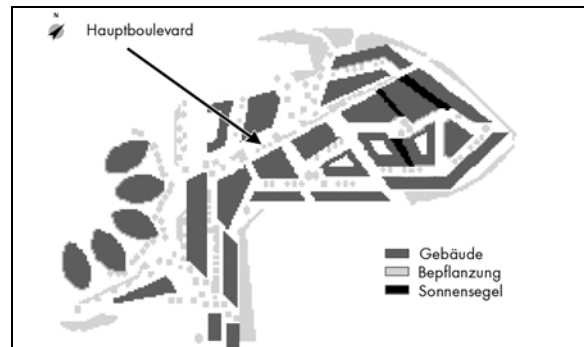 N
Hauptboulevard
Gebäude
Bepflanzung
Sonnensegel